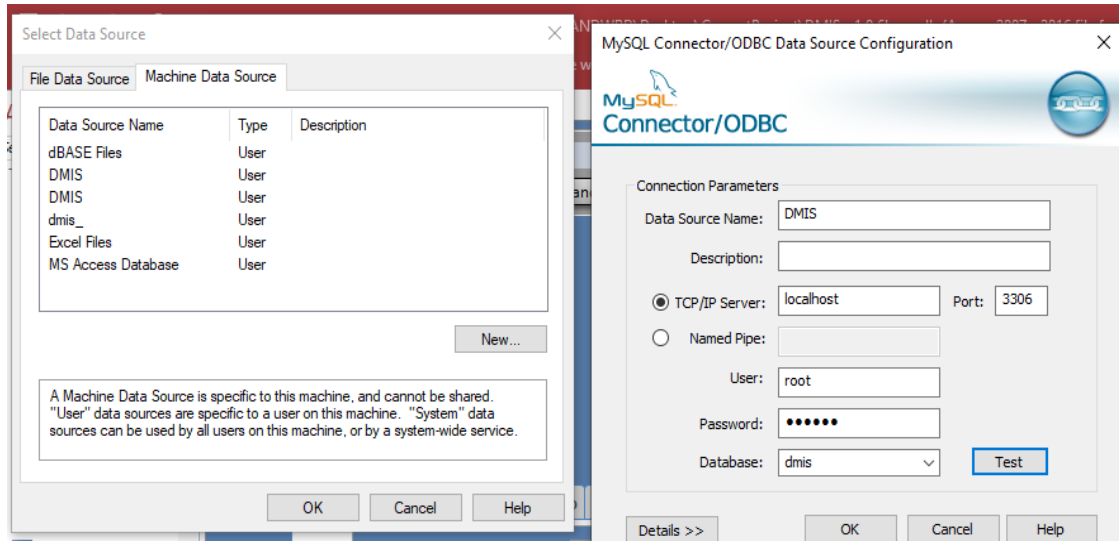 Select Data Source
File Data Source
Machine Data Source
Data Source Name Type Description
dBASE Files User
DMIS User
DMIS User
dmis_ User
Excel Files User
MS Access Database User
New...
A Machine Data Source is specific to this machine, and cannot be shared.
"User" data sources are specific to a user on this machine. "System" data
sources can be used by all users on this machine, or by a system-wide service.
OK Cancel Help
MySQL Connector/ODBC Data Source Configuration
MySQL
Connector/ODBC
Connection Parameters
Data Source Name: DMIS
Description:
TCP/IP Server: localhost Port: 3306
Named Pipe:
User: root
Password: ••••••
Database: dmis Test
Details >> OK Cancel Help